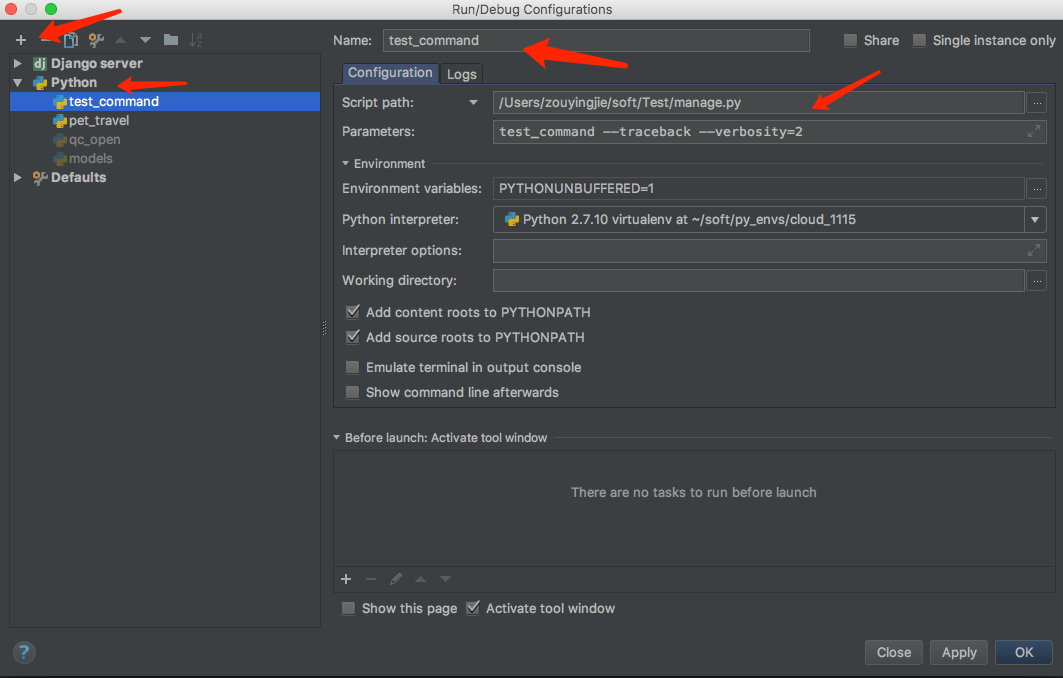 Run/Debug Configurations
Name: test_command Share Single instance only
dj Django server
Python
test_command
pet_travel
qc_open
models
Defaults
Configuration Logs
Script path: /Users/zouyingjie/soft/Test/manage.py ...
Parameters: test_command --traceback --verbosity=2
Environment
Environment variables: PYTHONUNBUFFERED=1 ...
Python interpreter: Python 2.7.10 virtualenv at ~/soft/py_envs/cloud_1115
Interpreter options:
Working directory: ...
Add content roots to PYTHONPATH
Add source roots to PYTHONPATH
Emulate terminal in output console
Show command line afterwards
Before launch: Activate tool window
There are no tasks to run before launch
Show this page Activate tool window
? Close Apply OK